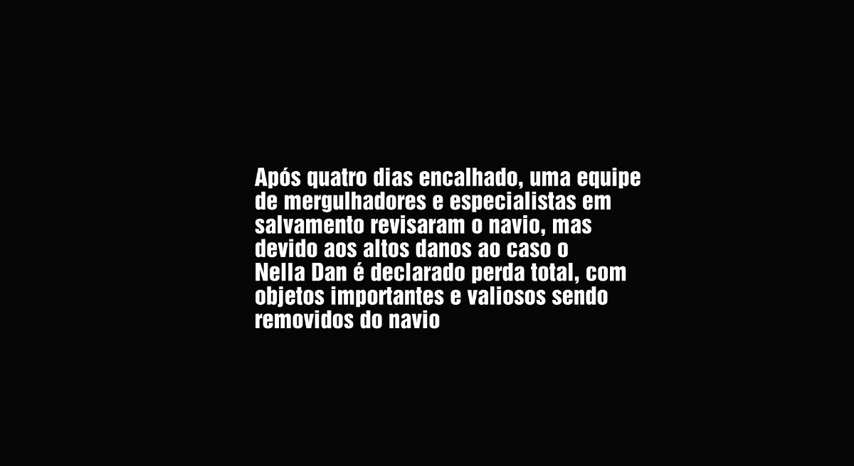 Após quatro dias encalhado, uma equipe
de mergulhadores e especialistas em
salvamento revisaram o navio, mas
devido aos altos danos ao caso o
Nella Dan é declarado perda total, com
objetos importantes e valiosos sendo
removidos do navio